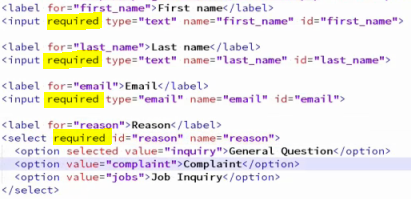 <label for="first_name">First name</label>
<input required type="text" name="first_name" id="first_name">
<label for="last_name">Last name</label>
<input required type="text" name="last_name" id="last_name">
<label for="email">Email</label>
<input required type="email" name="email" id="email">
<label for="reason">Reason</label>
<select required id="reason" name="reason">
<option selected value="inquiry">General Question</option>
<option value="complaint">Complaint</option>
<option value="jobs">Job Inquiry</option>
</select>